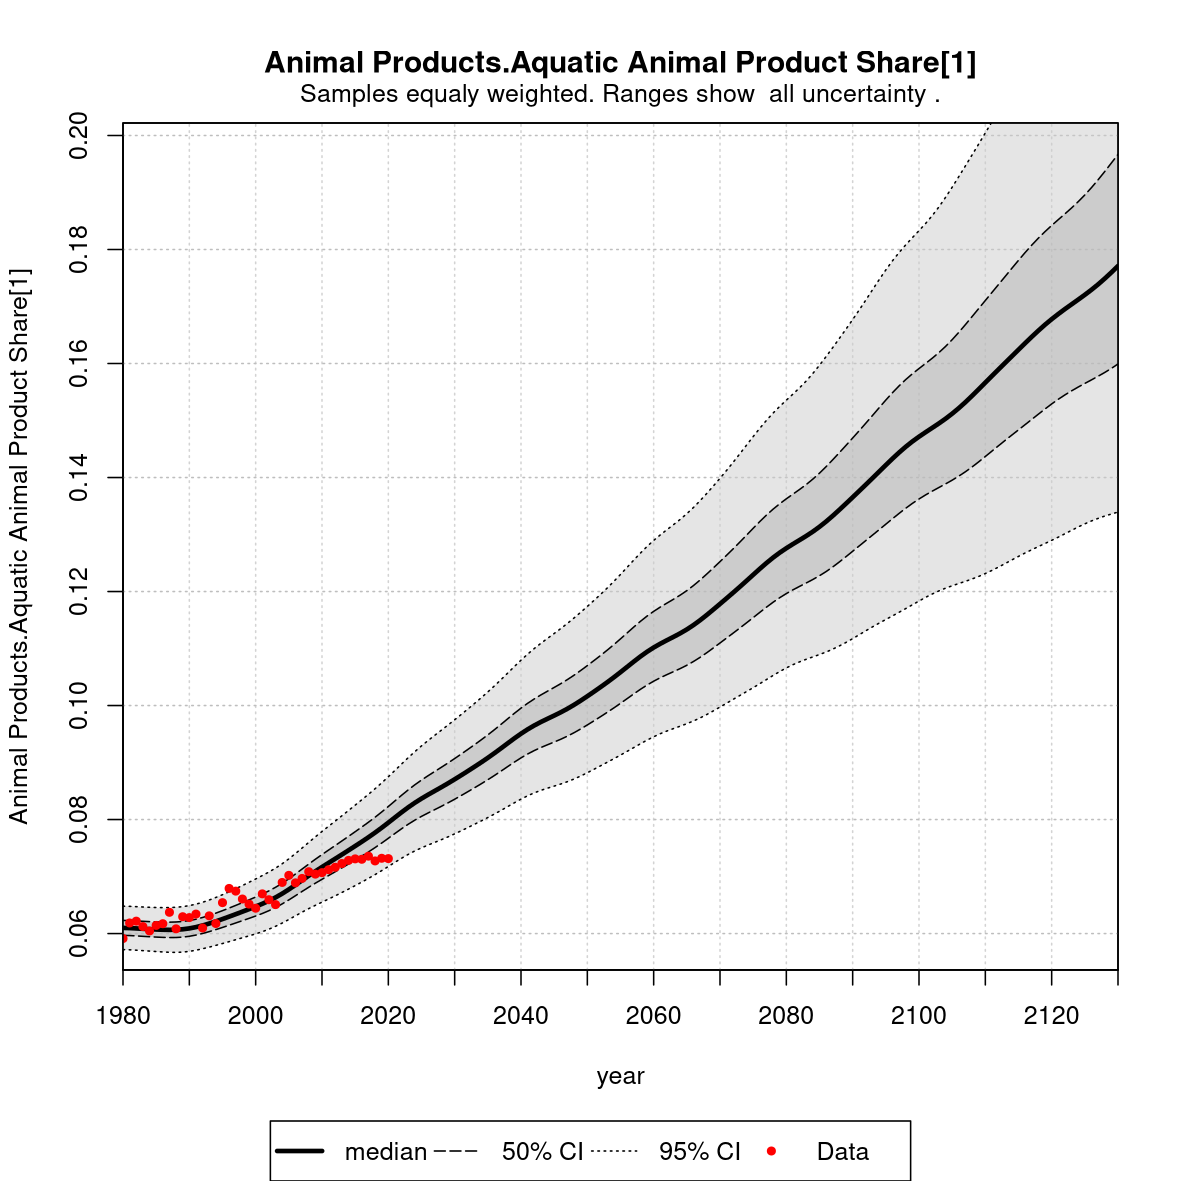 Animal Products.Aquatic Animal Product Share[1]
Samples equaly weighted. Ranges show  all uncertainty .
Animal Products.Aquatic Animal Product Share[1]
0.20
0.18
0.16
0.14
0.12
0.10
0.08
0.06
1980 2000 2020 2040 2060 2080 2100 2120
year
median 50% CI 95% CI Data